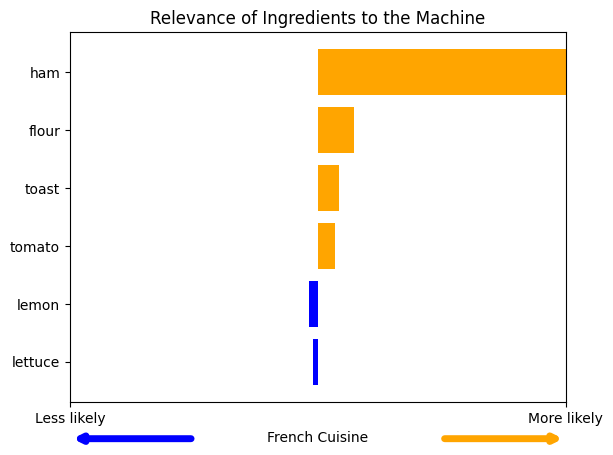 Relevance of Ingredients to the Machine
ham
flour
toast
tomato
lemon
lettuce
Less likely
More likely
French Cuisine